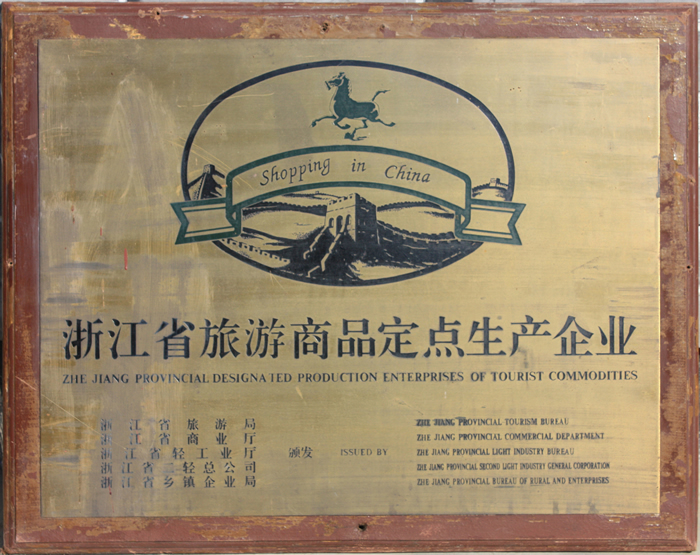 Shopping in China
浙江省旅游商品定点生产企业
ZHE JIANG PROVINCIAL DESIGNATED PRODUCTION ENTERPRISES OF TOURIST COMMODITIES
浙江省旅游局
浙江省商业厅
浙江省轻工业厅
浙江省二轻总公司
浙江省乡镇企业局
颁发 ISSUED BY
ZHE JIANG PROVINCIAL TOURISM BUREAU
ZHE JIANG PROVINCIAL COMMERCIAL DEPARTMENT
ZHE JIANG PROVINCIAL LIGHT INDUSTRY BUREAU
ZHE JIANG PROVINCIAL SECOND LIGHT INDUSTRY GENERAL CORPORATION
ZHE JIANG PROVINCIAL BUREAU OF RURAL AND ENTERPRISES